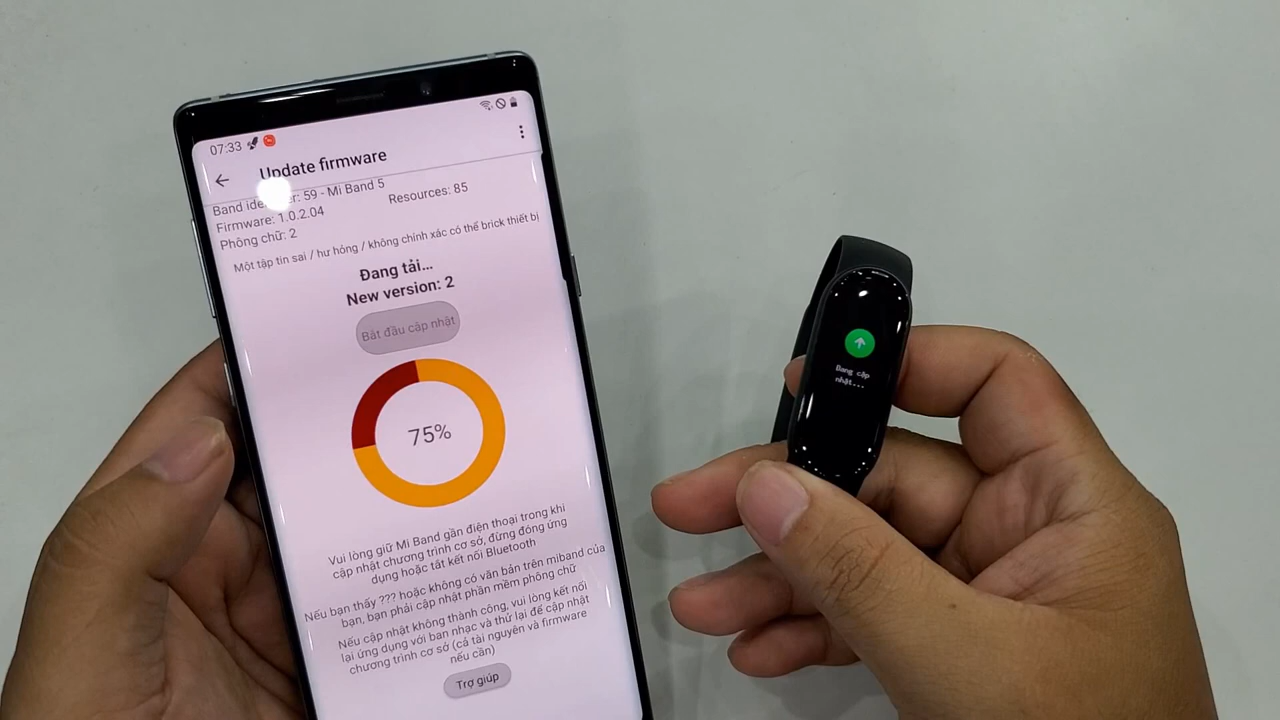 07:33
Update firmware
Band ide er: 59 - Mi Band 5
Firmware: 1.0.2.04
Resources: 85
Phông chữ: 2
Một tập tin sai / hư hỏng / không chính xác có thể brick thiết bị
Đang tải...
New version: 2
Bắt đầu cập nhật
75%
Vui lòng giữ Mi Band gần điện thoại trong khi
cập nhật chương trình cơ sở, đừng đóng ứng
dụng hoặc tắt kết nối Bluetooth
Nếu bạn thấy ??? hoặc không có văn bản trên miband của
bạn, bạn phải cập nhật phần mềm phông chữ
Nếu cập nhật không thành công, vui lòng kết nối
lại ứng dụng với ban nhạc và thử lại để cập nhật
chương trình cơ sở (cả tài nguyên và firmware
nếu cần)
Trợ giúp
Đang cập
nhật...